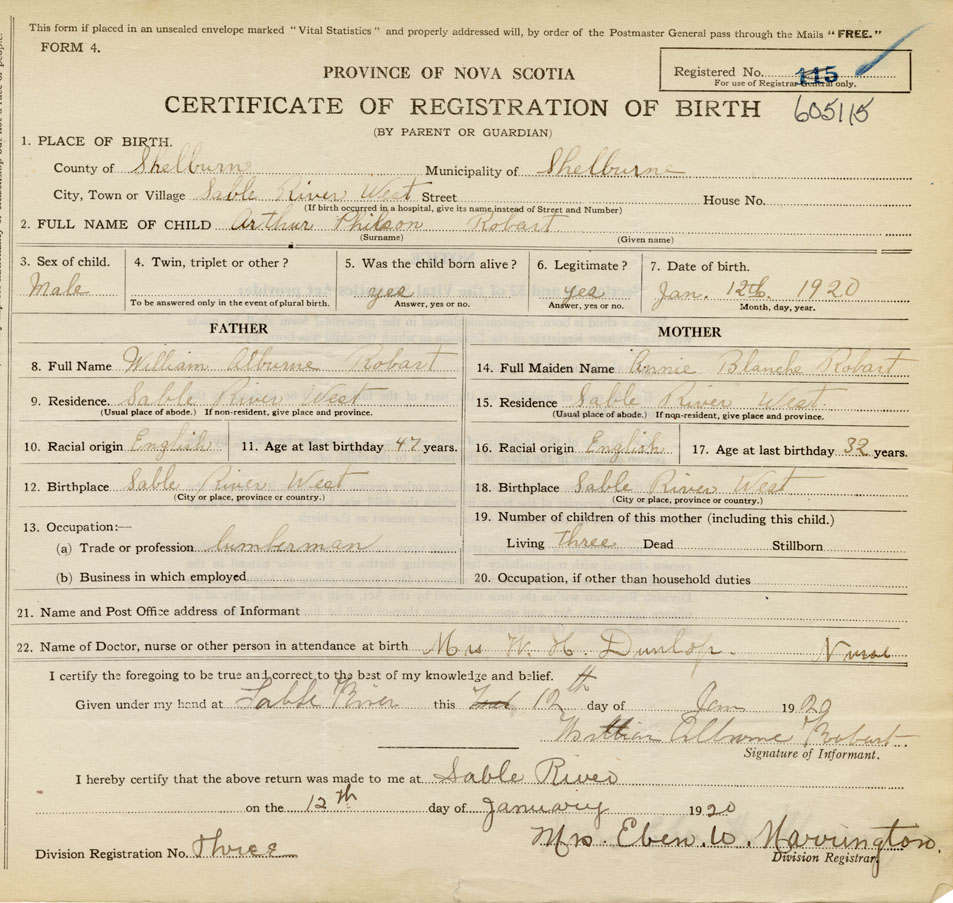 This form if placed in an unsealed envelope marked "Vital Statistics" and properly addressed will, by order of the Postmaster General pass through the Mails "FREE."
FORM 4.
PROVINCE OF NOVA SCOTIA
Registered No. 115
For use of Registrar General only.
CERTIFICATE OF REGISTRATION OF BIRTH 605115
(BY PARENT OR GUARDIAN)
1. PLACE OF BIRTH.
County of Shelburne Municipality of Shelburne
City, Town or Village Sable River West Street House No.
(If birth occurred in a hospital, give its name instead of Street and Number)
2. FULL NAME OF CHILD Arthur Philson Robart
(Surname) (Given name)
3. Sex of child. 4. Twin, triplet or other? 5. Was the child born alive? 6. Legitimate? 7. Date of birth.
Male yes yes Jan. 12th. 1920
To be answered only in the event of plural birth. Answer, yes or no. Answer, yes or no. Month, day, year.
FATHER
8. Full Name William Alburne Robart
9. Residence. Sable River West
(Usual place of abode.) If non-resident, give place and province.
10. Racial origin English 11. Age at last birthday 47 years.
12. Birthplace Sable River West
(City or place, province or country.)
13. Occupation:—
(a) Trade or profession lumberman
(b) Business in which employed
MOTHER
14. Full Maiden Name Annie Blanche Robart
15. Residence Sable River West
(Usual place of abode.) If non-resident, give place and province.
16. Racial origin English 17. Age at last birthday 32 years.
18. Birthplace Sable River West
(City or place, province or country.)
19. Number of children of this mother (including this child.)
Living three Dead Stillborn
20. Occupation, if other than household duties
21. Name and Post Office address of Informant
22. Name of Doctor, nurse or other person in attendance at birth Mrs W. H. Dunlop. Nurse
I certify the foregoing to be true and correct to the best of my knowledge and belief.
Given under my hand at Sable River this 12th day of Jan 1920
William Alburne Robart
Signature of Informant.
I hereby certify that the above return was made to me at Sable River
on the 12th day of January 1920
Mrs. Eben. W. Harrington.
Division Registration No. Three Division Registrar.